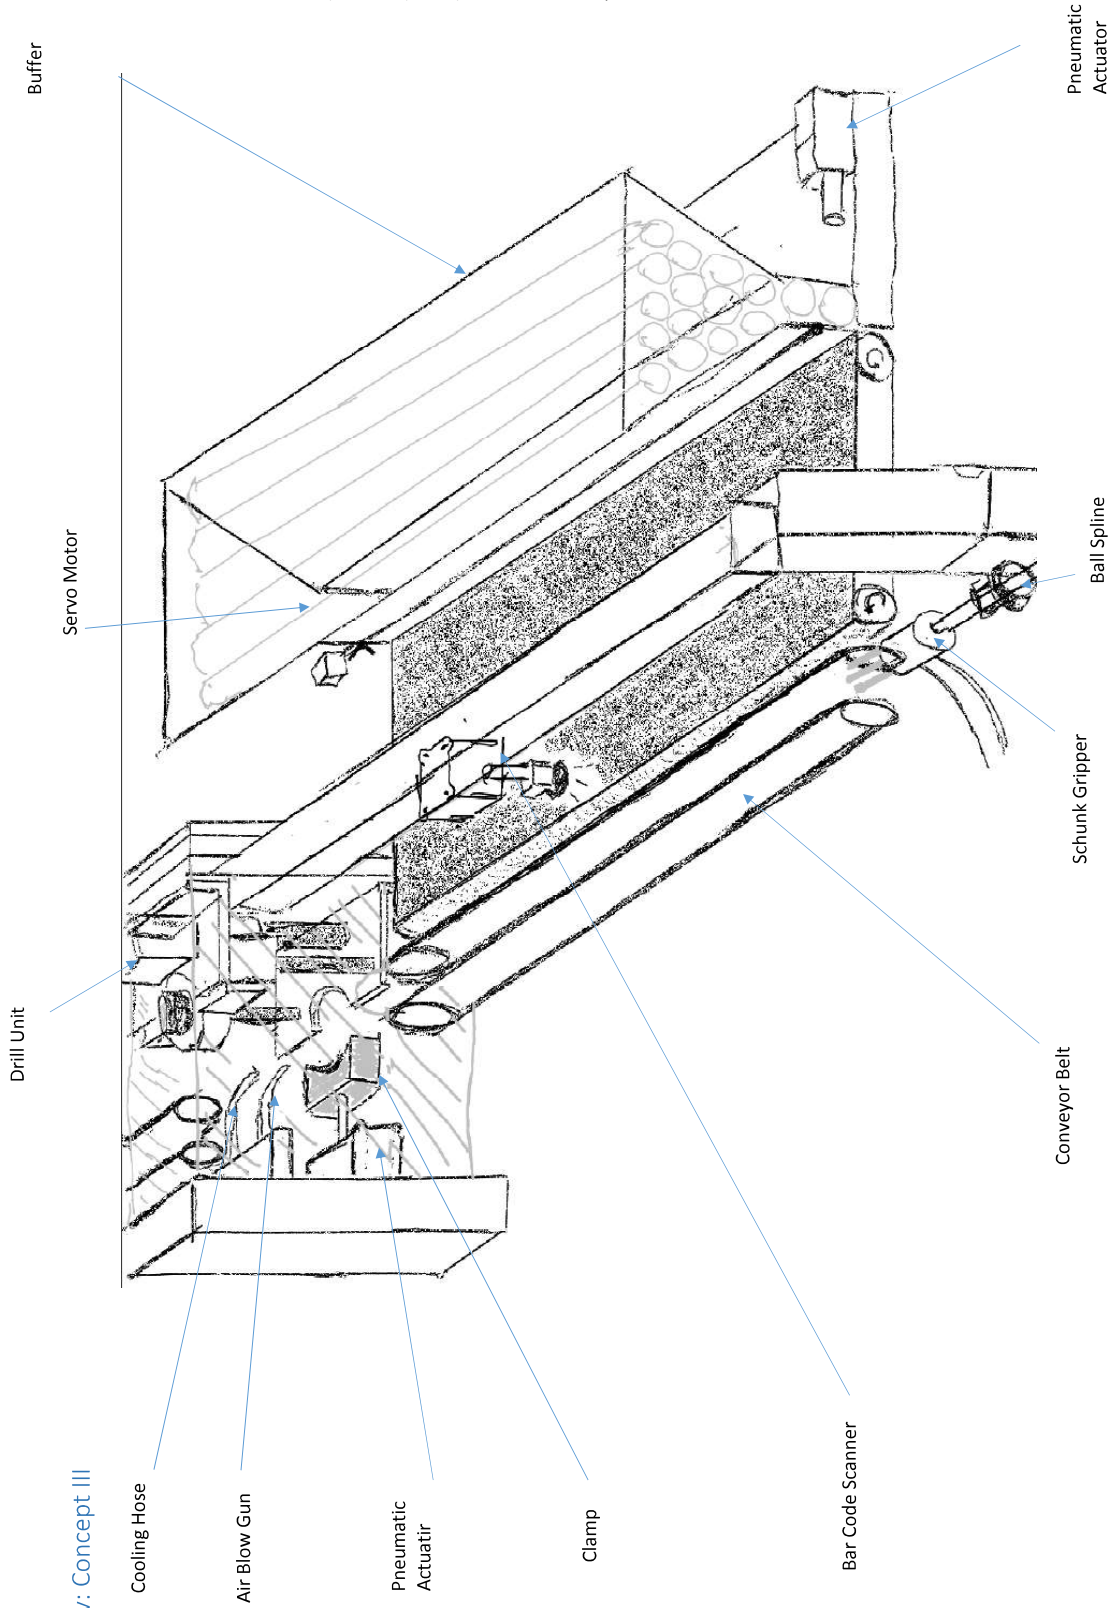 : Concept III
Drill Unit
Buffer
Servo Motor
Cooling Hose
Air Blow Gun
Pneumatic
Actuatir
Clamp
Bar Code Scanner
Conveyor Belt
Schunk Gripper
Ball Spline
Pneumatic
Actuator